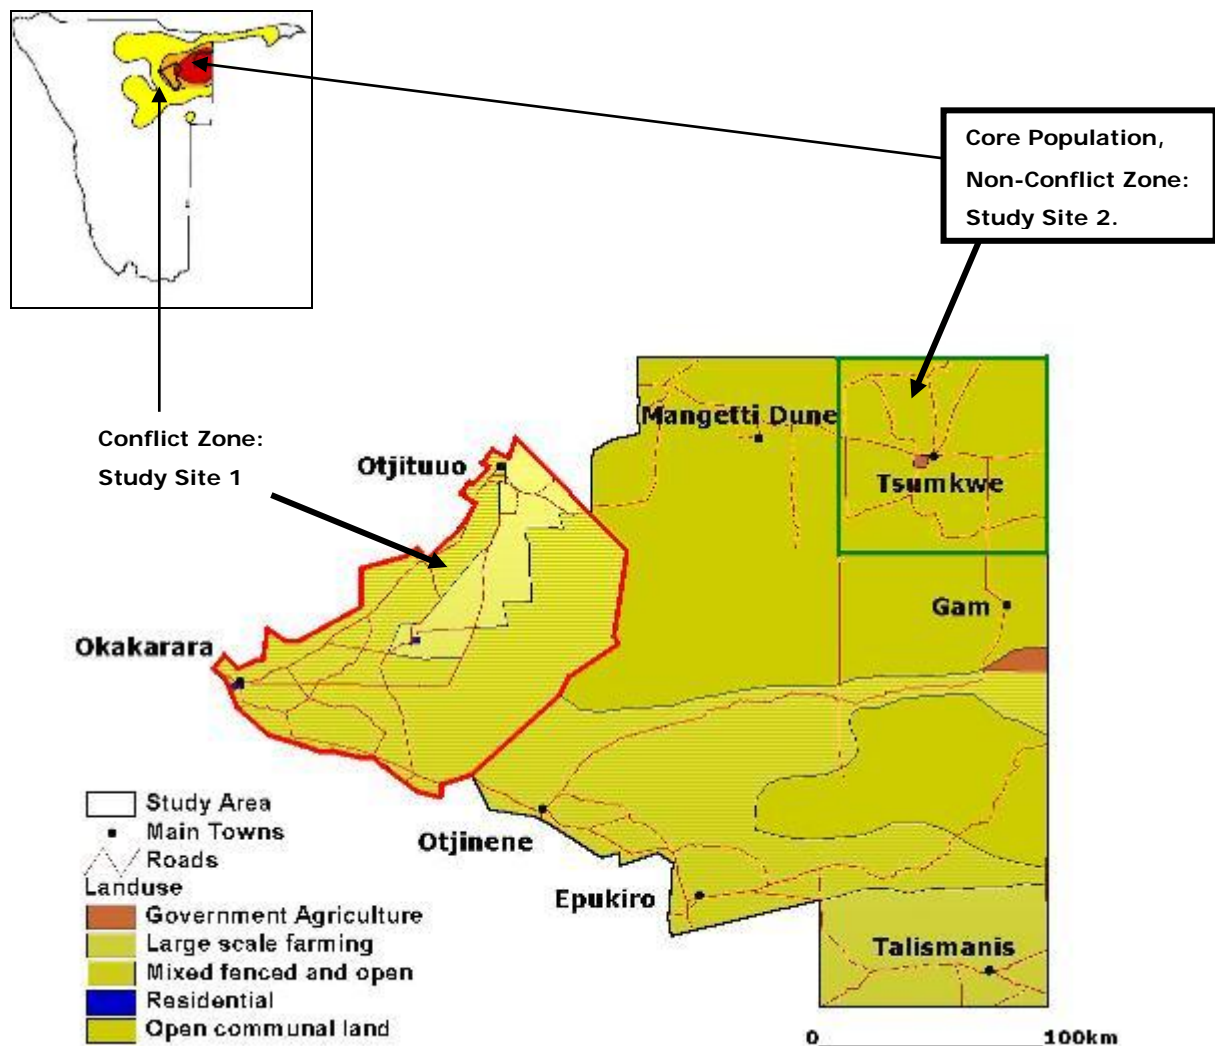 Core Population,
Non-Conflict Zone:
Study Site 2.
Conflict Zone:
Study Site 1
Mangetti Dune
Otjituuo
Tsumkwe
Gam
Okakarara
Otjinene
Epukiro
Talismanis
Study Area
Main Towns
Roads
Landuse
Government Agriculture
Large scale farming
Mixed fenced and open
Residential
Open communal land
0 100km